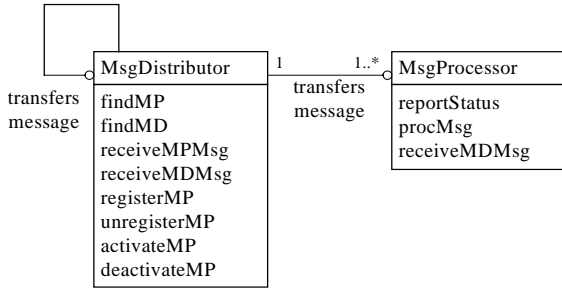 MsgDistributor
findMP
findMD
receiveMPMsg
receiveMDMsg
registerMP
unregisterMP
activateMP
deactivateMP
transfers
message
1
1..*
transfers
message
MsgProcessor
reportStatus
procMsg
receiveMDMsg